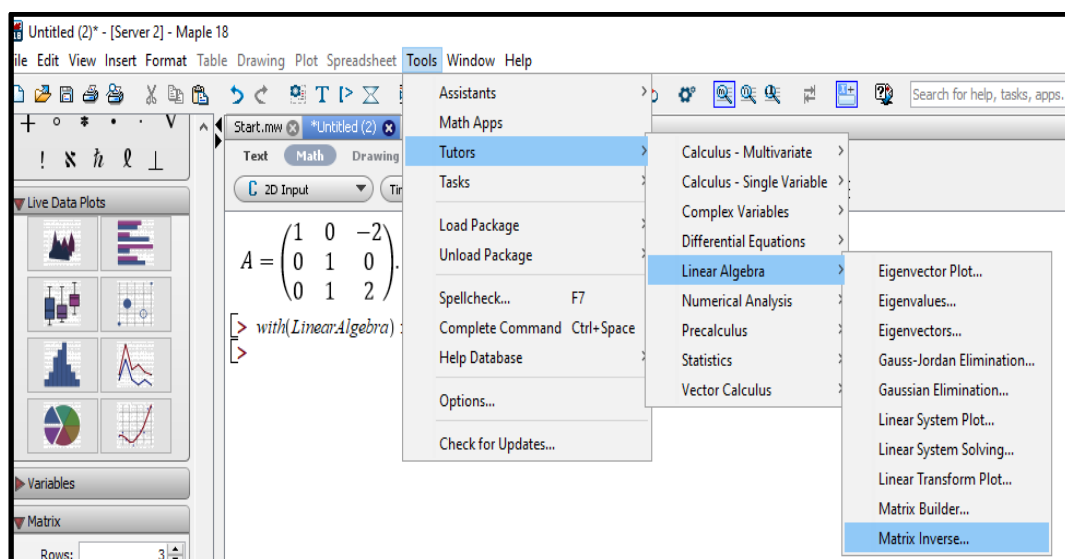 Untitled (2)* - [Server 2] - Maple 18
ile Edit View Insert Format Table Drawing Plot Spreadsheet Tools Window Help
Search for help, tasks, apps.
Start.mw *Untitled (2)
Text Math Drawing
C 2D Input
! ℵ ℏ ℓ ⊥
Live Data Plots
A = (1 0 −2
0 1 0
0 1 2).
> with(LinearAlgebra) :
>
Variables
Matrix
Rows: 3
Assistants
Math Apps
Tutors
Tasks
Load Package
Unload Package
Spellcheck... F7
Complete Command Ctrl+Space
Help Database
Options...
Check for Updates...
Calculus - Multivariate
Calculus - Single Variable
Complex Variables
Differential Equations
Linear Algebra
Numerical Analysis
Precalculus
Statistics
Vector Calculus
Eigenvector Plot...
Eigenvalues...
Eigenvectors...
Gauss-Jordan Elimination...
Gaussian Elimination...
Linear System Plot...
Linear System Solving...
Linear Transform Plot...
Matrix Builder...
Matrix Inverse...